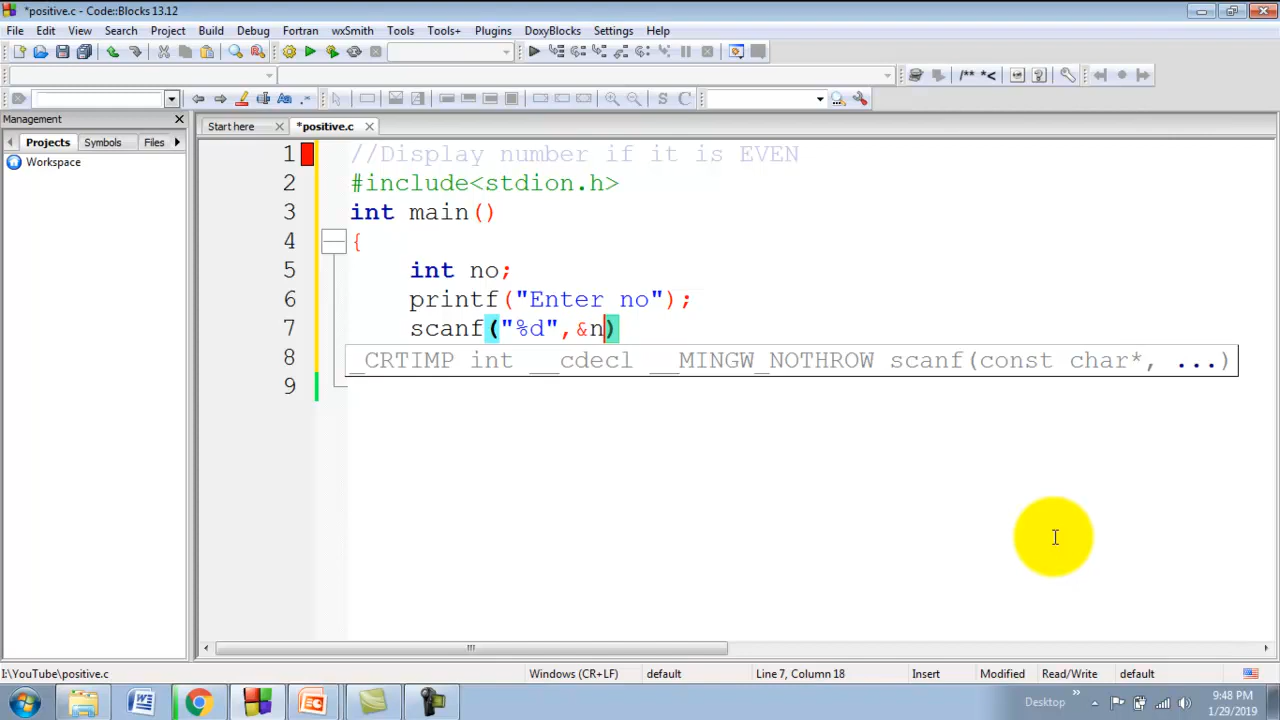 *positive.c - Code::Blocks 13.12
File Edit View Search Project Build Debug Fortran wxSmith Tools Tools+ Plugins DoxyBlocks Settings Help
/** *<
S C
Management
Start here
*positive.c
Projects Symbols Files
Workspace
1 //Display number if it is EVEN
2 #include<stdion.h>
3 int main()
4 {
5 int no;
6 printf("Enter no");
7 scanf("%d",&n)
8 _CRTIMP int __cdecl __MINGW_NOTHROW scanf(const char*, ...)
9
I:\YouTube\positive.c Windows (CR+LF) default Line 7, Column 18 Insert Modified Read/Write default
Desktop
9:48 PM
1/29/2019